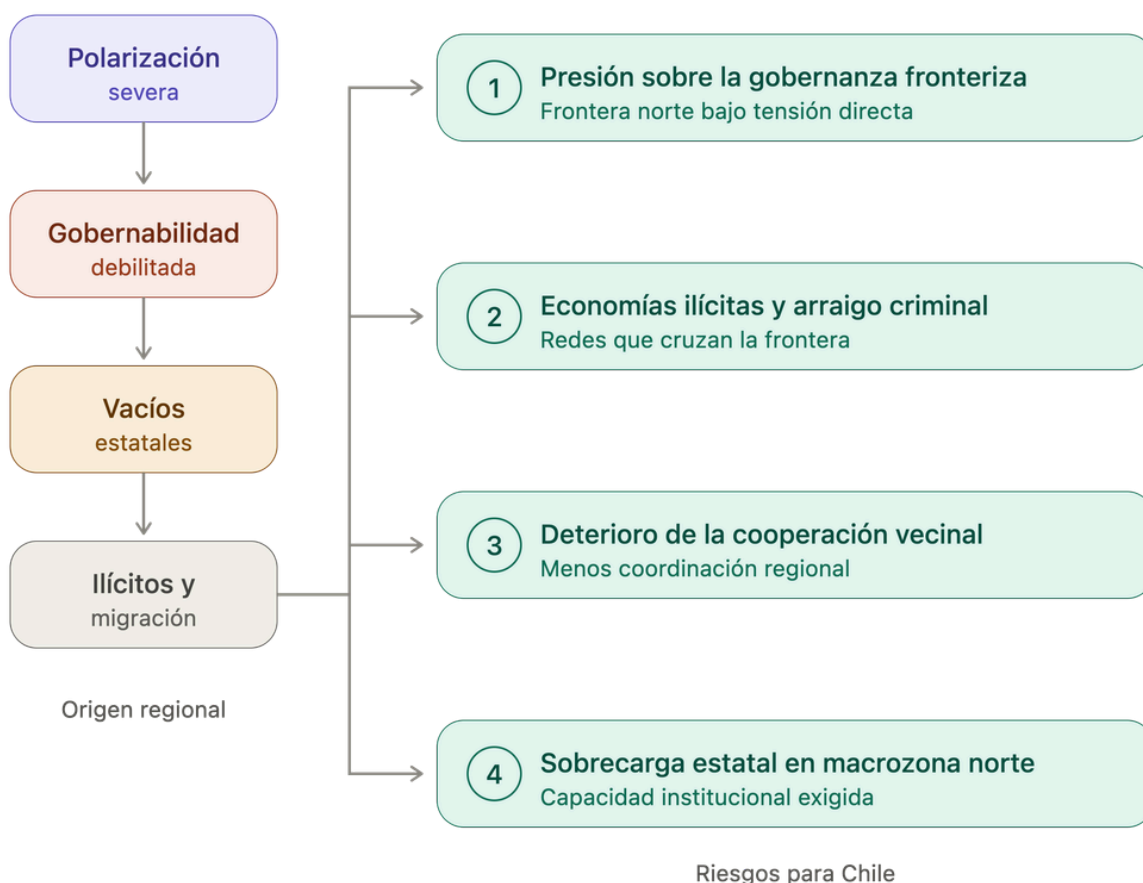 Polarización
severa
Gobernabilidad
debilitada
Vacíos
estatales
Ilícitos y
migración
Origen regional
1
Presión sobre la gobernanza fronteriza
Frontera norte bajo tensión directa
2
Economías ilícitas y arraigo criminal
Redes que cruzan la frontera
3
Deterioro de la cooperación vecinal
Menos coordinación regional
4
Sobrecarga estatal en macrozona norte
Capacidad institucional exigida
Riesgos para Chile